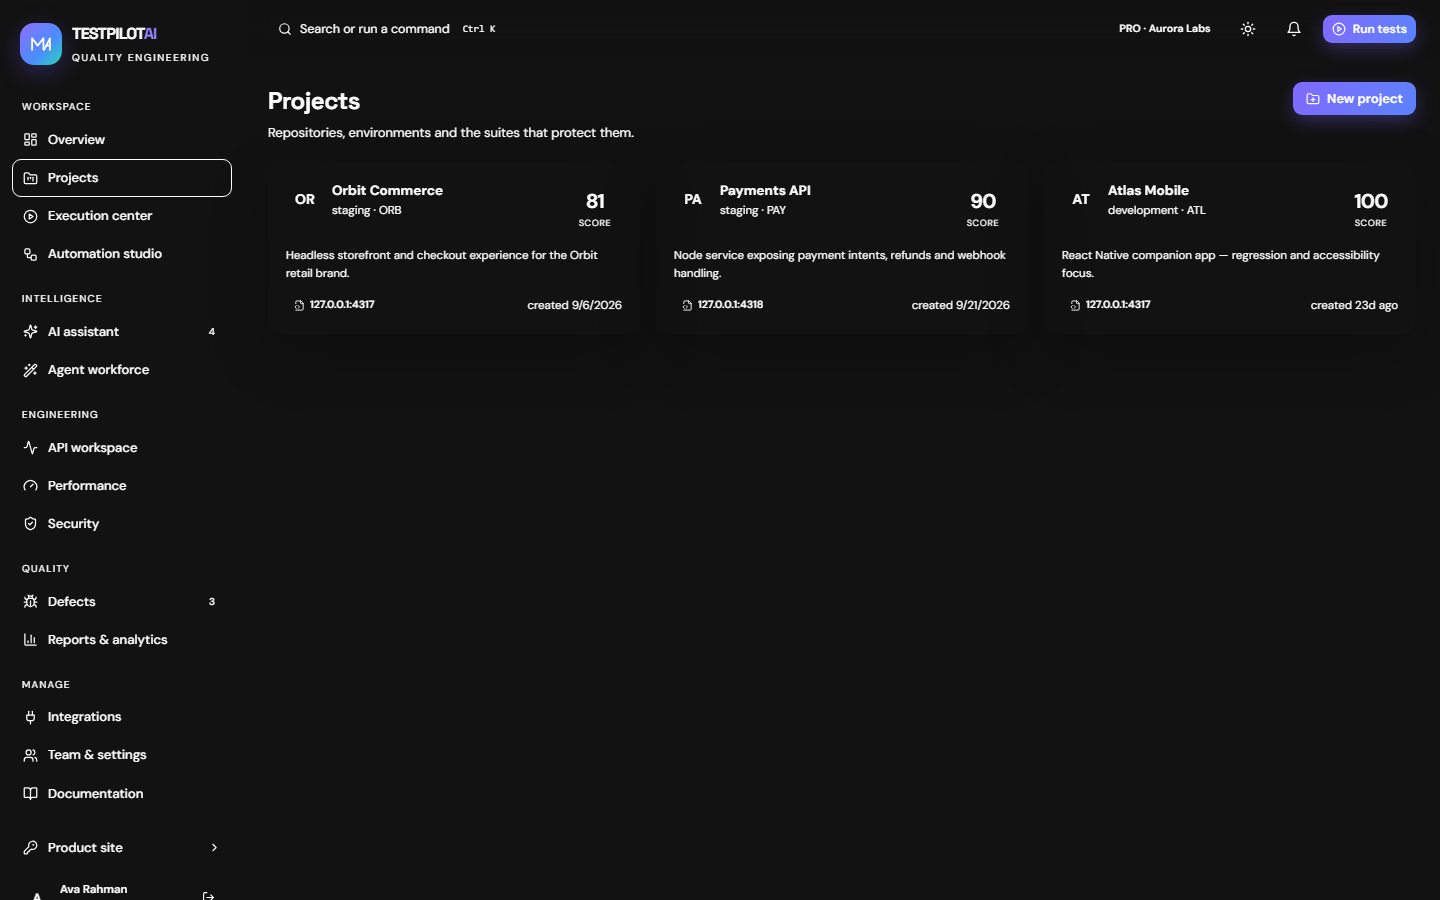 TESTPILOTAI
QUALITY ENGINEERING
Search or run a command Ctrl K
PRO · Aurora Labs
Run tests
WORKSPACE
Overview
Projects
Execution center
Automation studio
INTELLIGENCE
AI assistant 4
Agent workforce
ENGINEERING
API workspace
Performance
Security
QUALITY
Defects 3
Reports & analytics
MANAGE
Integrations
Team & settings
Documentation
Product site
Ava Rahman
Projects
Repositories, environments and the suites that protect them.
New project
OR
Orbit Commerce
staging · ORB
81
SCORE
Headless storefront and checkout experience for the Orbit
retail brand.
127.0.0.1:4317
created 9/6/2026
PA
Payments API
staging · PAY
90
SCORE
Node service exposing payment intents, refunds and webhook
handling.
127.0.0.1:4318
created 9/21/2026
AT
Atlas Mobile
development · ATL
100
SCORE
React Native companion app — regression and accessibility
focus.
127.0.0.1:4317
created 23d ago